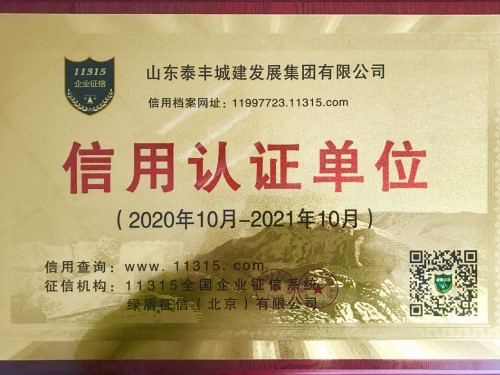 11315
企业征信
山东泰丰城建发展集团有限公司
信用档案网址：11997723.11315.com
信用认证单位
（2020年10月-2021年10月）
信用查询：www.11315.com
征信机构：11315全国企业征信系统
绿盾征信（北京）有限公司